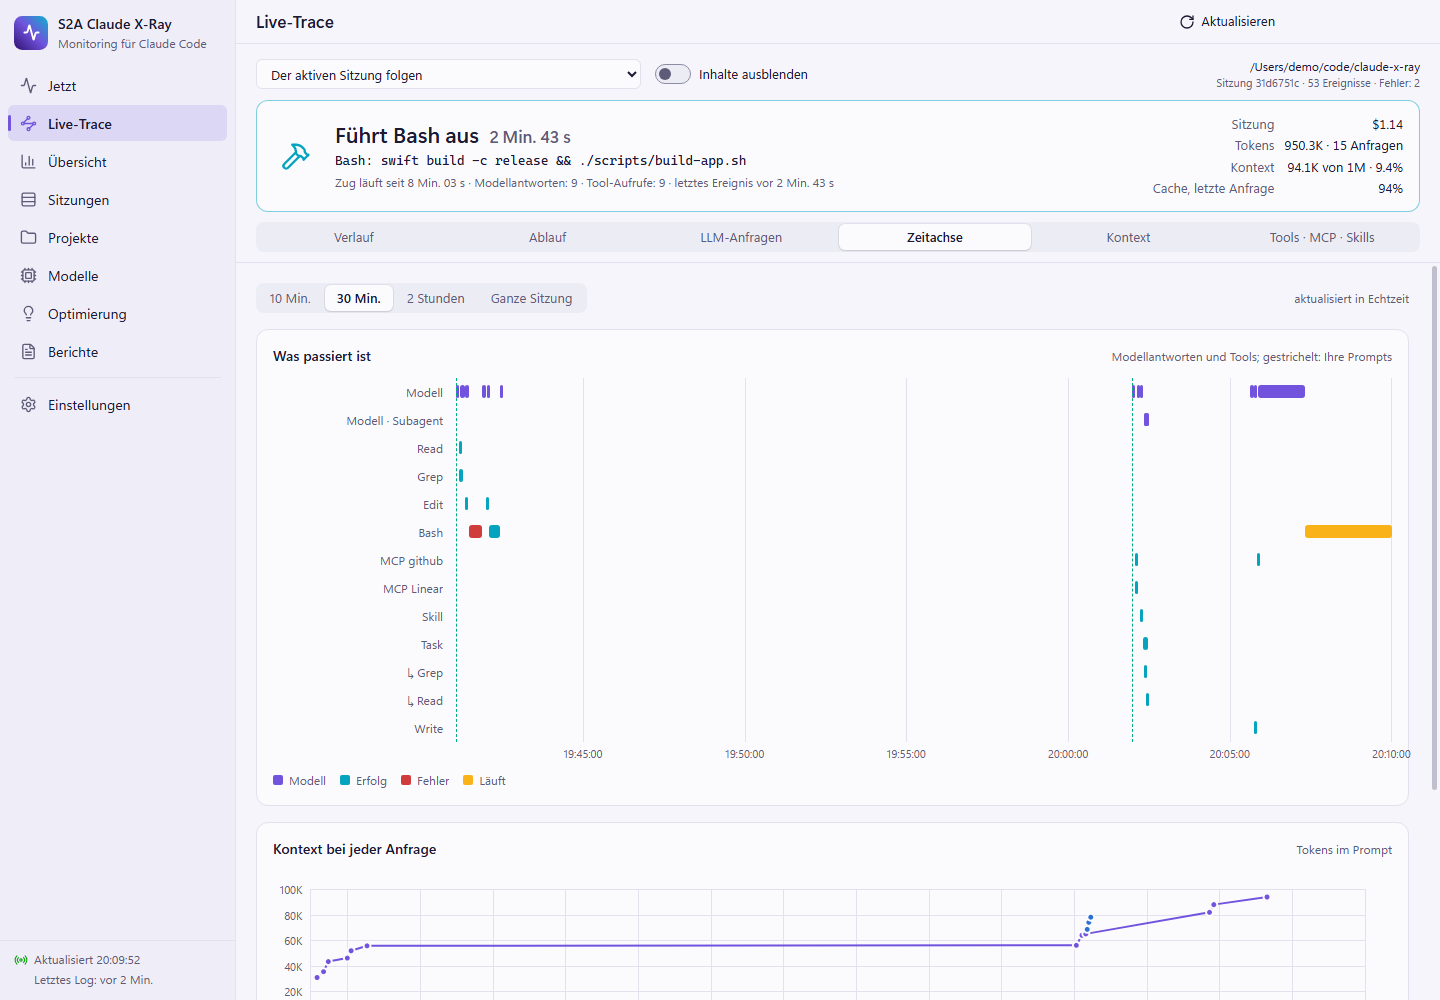 S2A Claude X-Ray
Monitoring für Claude Code
Jetzt
Live-Trace
Übersicht
Sitzungen
Projekte
Modelle
Optimierung
Berichte
Einstellungen
Aktualisiert 20:09:52
Letztes Log: vor 2 Min.
Live-Trace
Aktualisieren
Der aktiven Sitzung folgen
Inhalte ausblenden
/Users/demo/code/claude-x-ray
Sitzung 31d6751c · 53 Ereignisse · Fehler: 2
Führt Bash aus 2 Min. 43 s
Bash: swift build -c release && ./scripts/build-app.sh
Zug läuft seit 8 Min. 03 s · Modellantworten: 9 · Tool-Aufrufe: 9 · letztes Ereignis vor 2 Min. 43 s
Sitzung $1.14
Tokens 950.3K · 15 Anfragen
Kontext 94.1K von 1M · 9.4%
Cache, letzte Anfrage 94%
Verlauf
Ablauf
LLM-Anfragen
Zeitachse
Kontext
Tools · MCP · Skills
10 Min.
30 Min.
2 Stunden
Ganze Sitzung
aktualisiert in Echtzeit
Was passiert ist
Modellantworten und Tools; gestrichelt: Ihre Prompts
Modell
Modell · Subagent
Read
Grep
Edit
Bash
MCP github
MCP Linear
Skill
Task
↳ Grep
↳ Read
Write
19:45:00
19:50:00
19:55:00
20:00:00
20:05:00
20:10:00
Modell
Erfolg
Fehler
Läuft
Kontext bei jeder Anfrage
Tokens im Prompt
100K
80K
60K
40K
20K